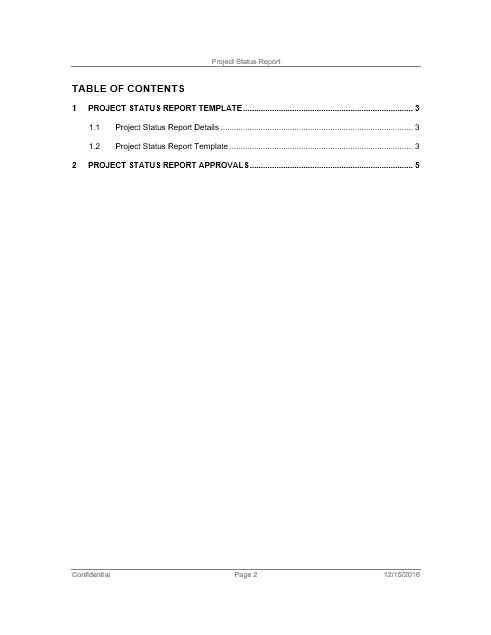 Project Status Report
TABLE OF CONTENTS
1 PROJECT STATUS REPORT TEMPLATE 3
1.1 Project Status Report Details 3
1.2 Project Status Report Template 3
2 PROJECT STATUS REPORT APPROVALS 5
Confidential Page 2 12/15/2016